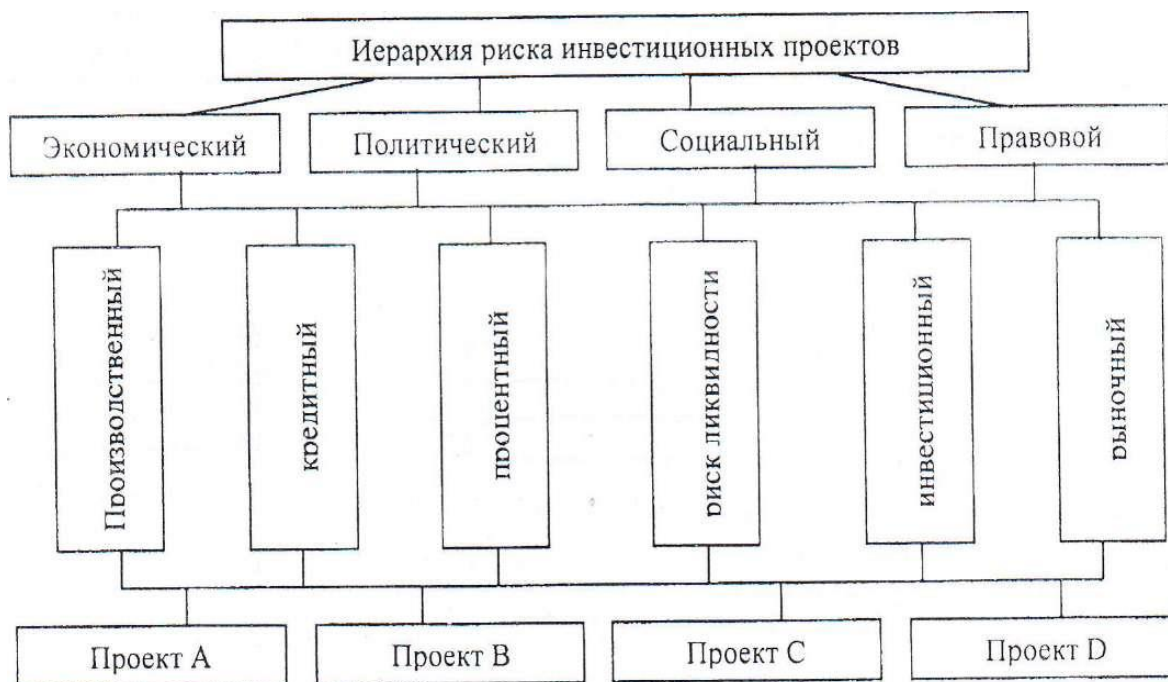 Иерархия риска инвестиционных проектов
Экономический
Политический
Социальный
Правовой
Производственный
кредитный
процентный
риск ликвидности
инвестиционный
рыночный
Проект А
Проект В
Проект С
Проект D